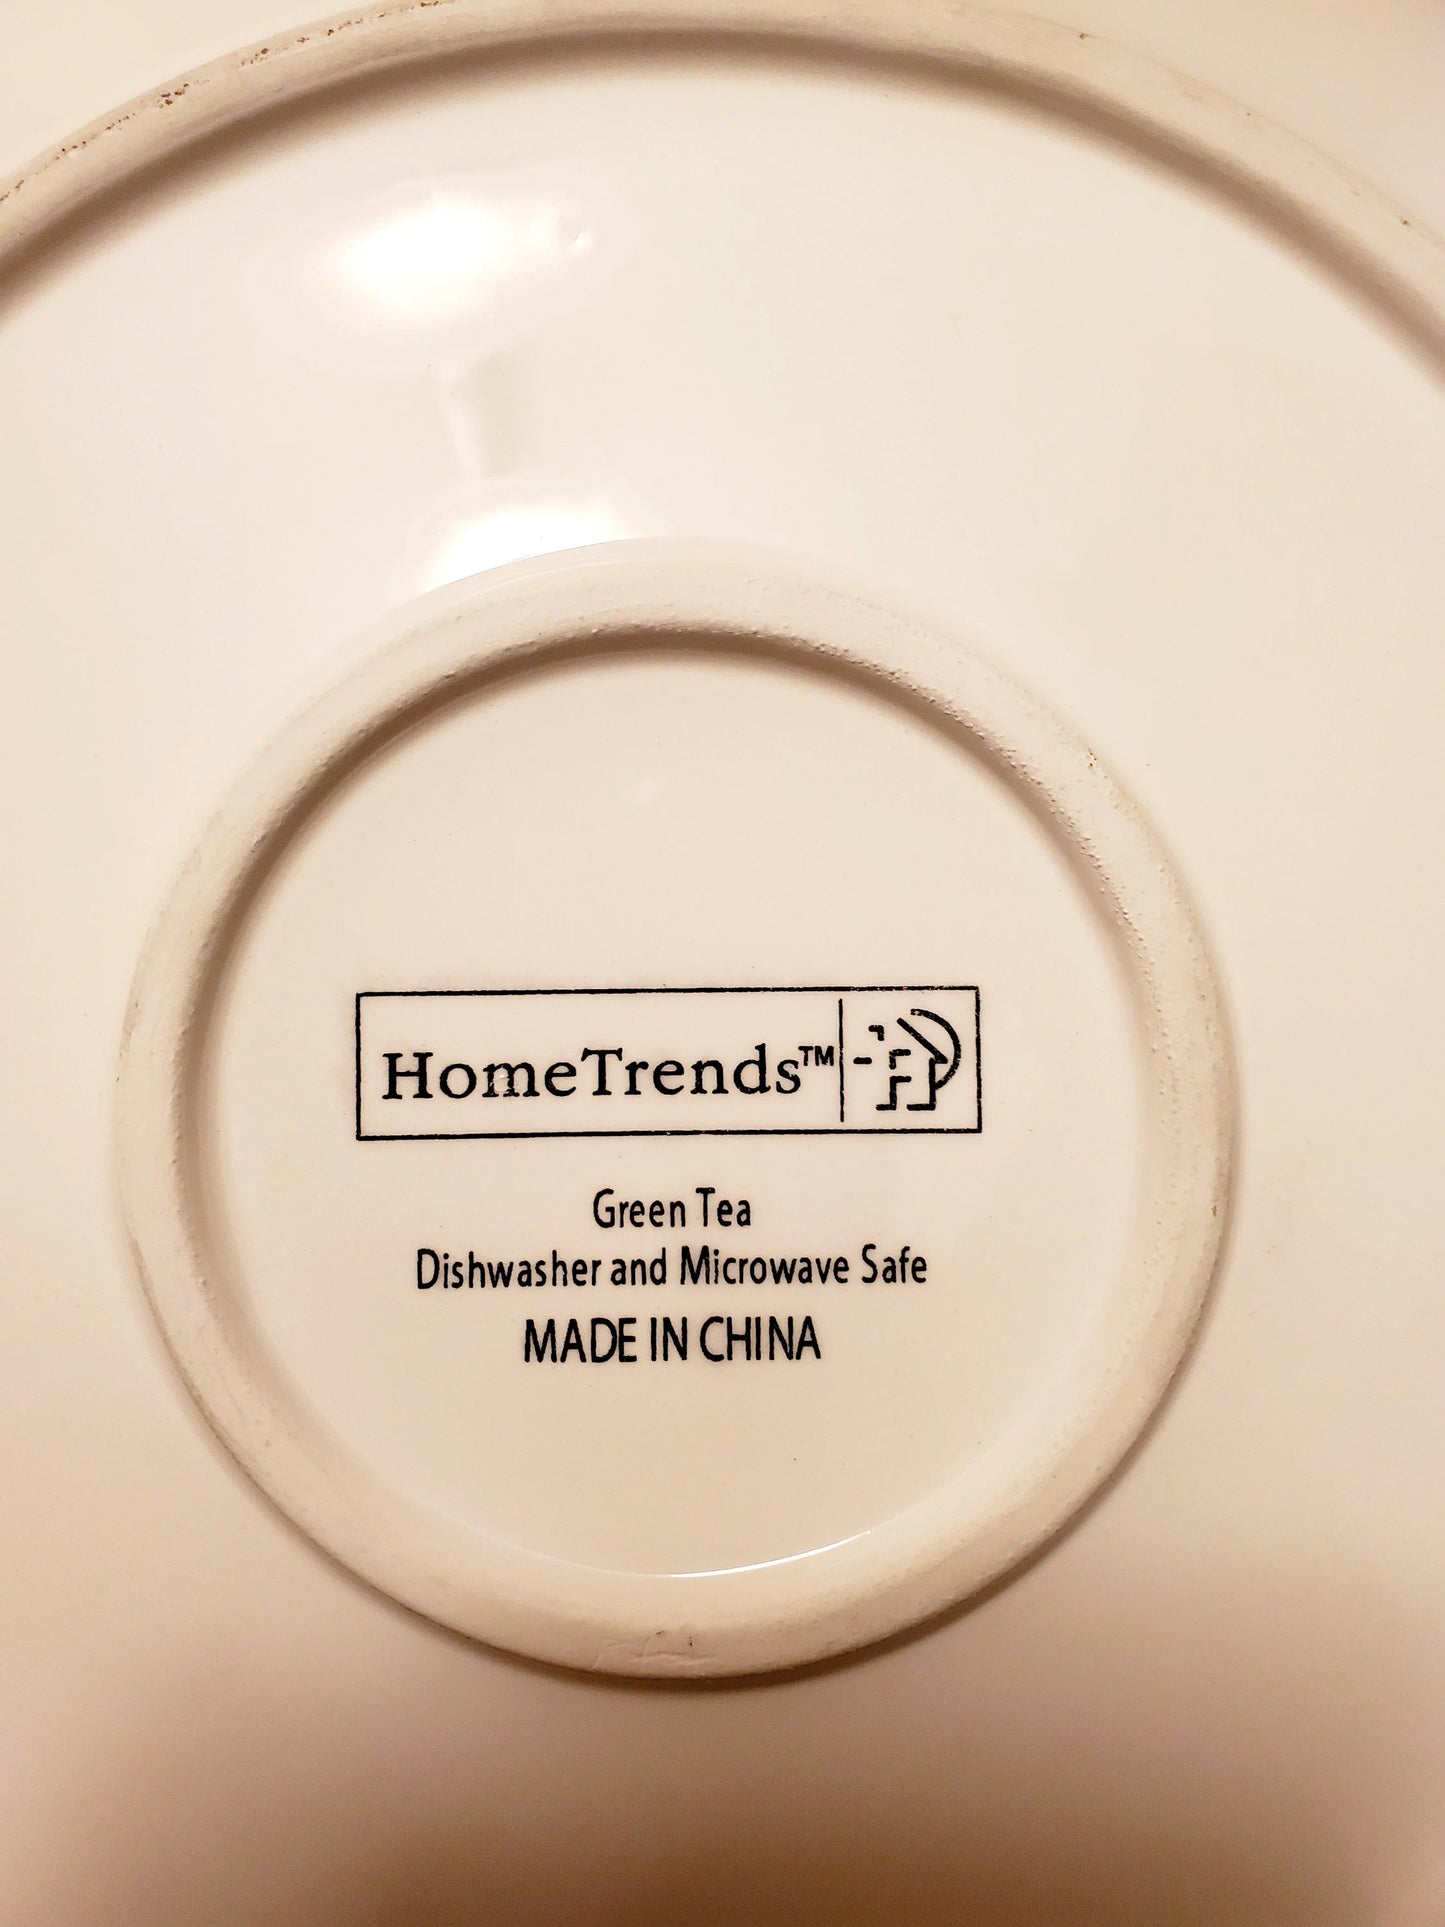 HomeTrends™
Green Tea
Dishwasher and Microwave Safe
MADE IN CHINA